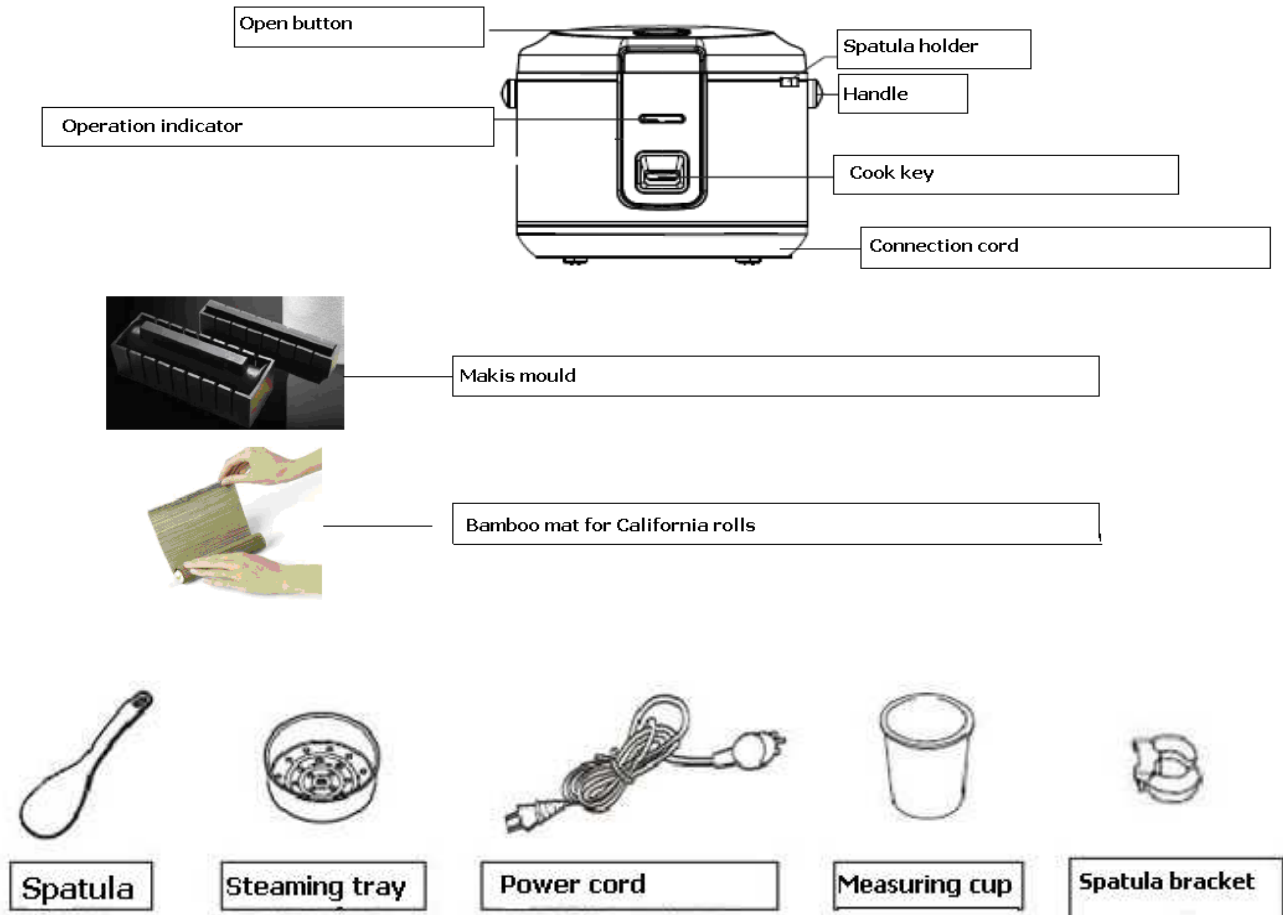 Open button
Spatula holder
Handle
Operation indicator
Cook key
Connection cord
Makis mould
Bamboo mat for California rolls
Spatula
Steaming tray
Power cord
Measuring cup
Spatula bracket